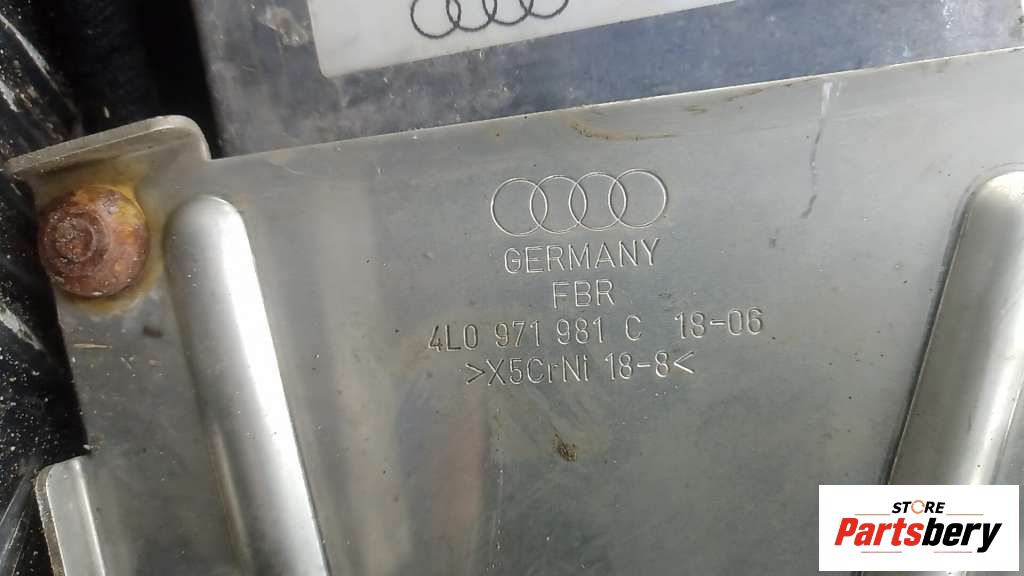 GERMANY
FBR
4L0 971 981 C 18-06
>X5CrNi 18-8<
STORE
Partsbery